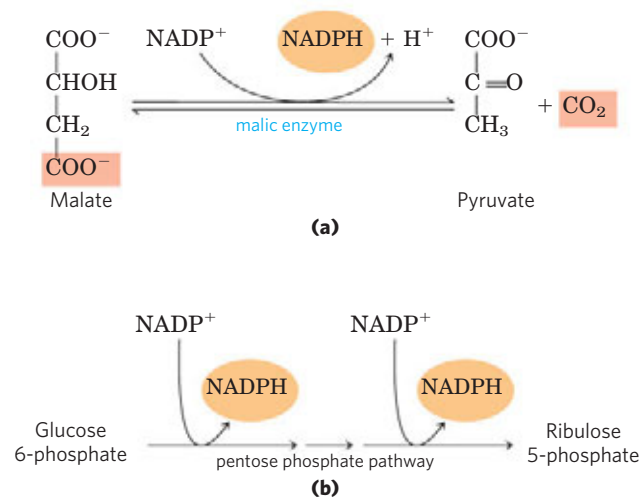 COO⁻ NADP⁺ NADPH + H⁺ COO⁻
CHOH C=O
CH₂ malic enzyme CH₃ + CO₂
COO⁻
Malate Pyruvate
(a)
NADP⁺ NADP⁺
NADPH NADPH
Glucose Ribulose
6-phosphate pentose phosphate pathway 5-phosphate
(b)